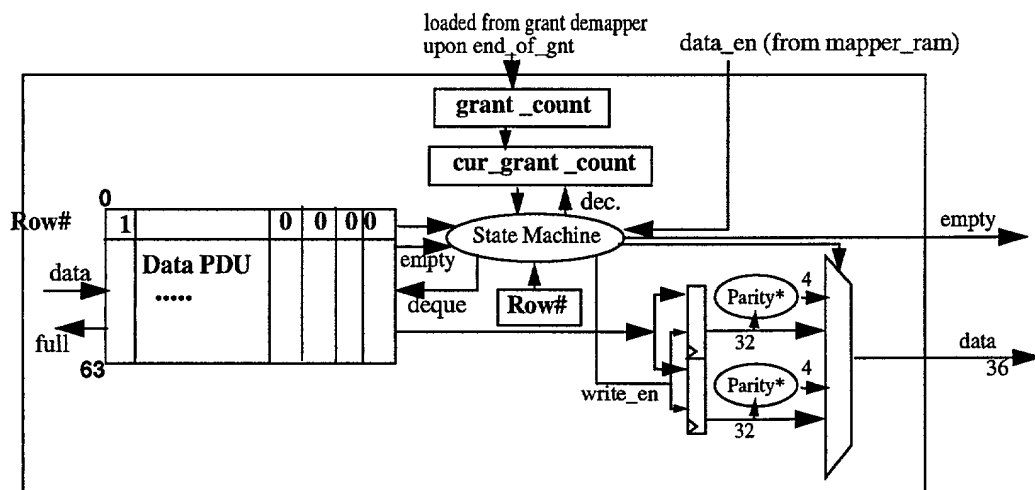 loaded from grant demapper
upon end_of_gnt
data_en (from mapper_ram)
grant _count
cur_grant _count
dec.
0
Row#
1 0 0 0 0
State Machine
empty
empty
Data PDU
.....
data
deque
Row#
full
63
Parity*
4
32
data
36
write_en
Parity*
4
32